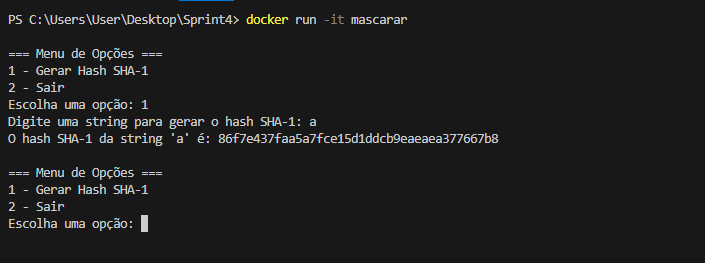 PS C:\Users\User\Desktop\Sprint4> docker run -it mascarar
=== Menu de Opções ===
1 - Gerar Hash SHA-1
2 - Sair
Escolha uma opção: 1
Digite uma string para gerar o hash SHA-1: a
O hash SHA-1 da string 'a' é: 86f7e437faa5a7fce15d1ddcb9eaeaea377667b8
=== Menu de Opções ===
1 - Gerar Hash SHA-1
2 - Sair
Escolha uma opção: